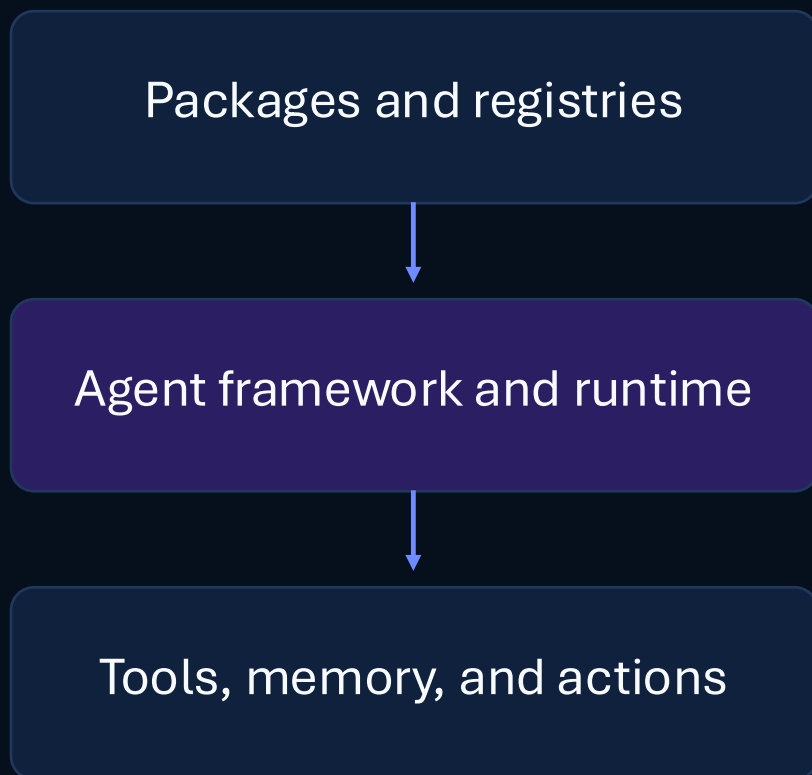 Packages and registries
Agent framework and runtime
Tools, memory, and actions